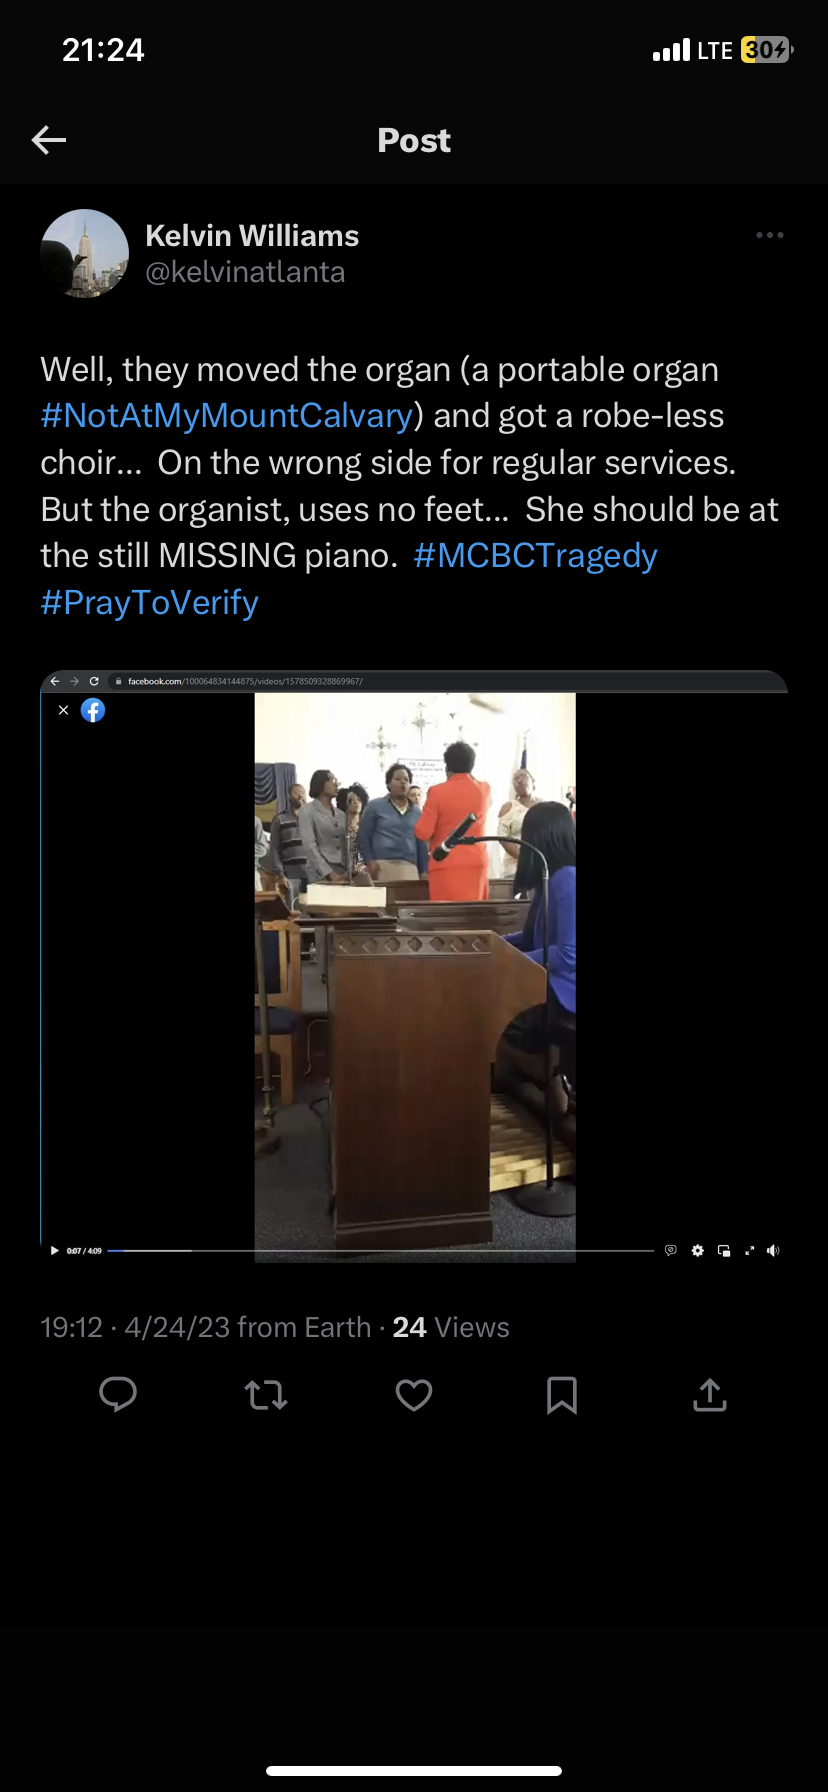 21:24
LTE 30
Post
Kelvin Williams
@kelvinatlanta
Well, they moved the organ (a portable organ
#NotAtMyMountCalvary) and got a robe-less
choir...  On the wrong side for regular services.
But the organist, uses no feet...  She should be at
the still MISSING piano.  #MCBCTragedy
#PrayToVerify
facebook.com/100064834144875/videos/1578509328869967/
0:07 / 4:09
19:12 · 4/24/23 from Earth · 24 Views